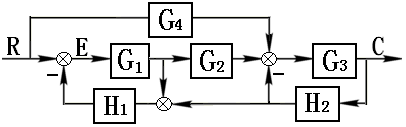 G₄
R E G₁ G₂ G₃ C
- -
H₁ H₂